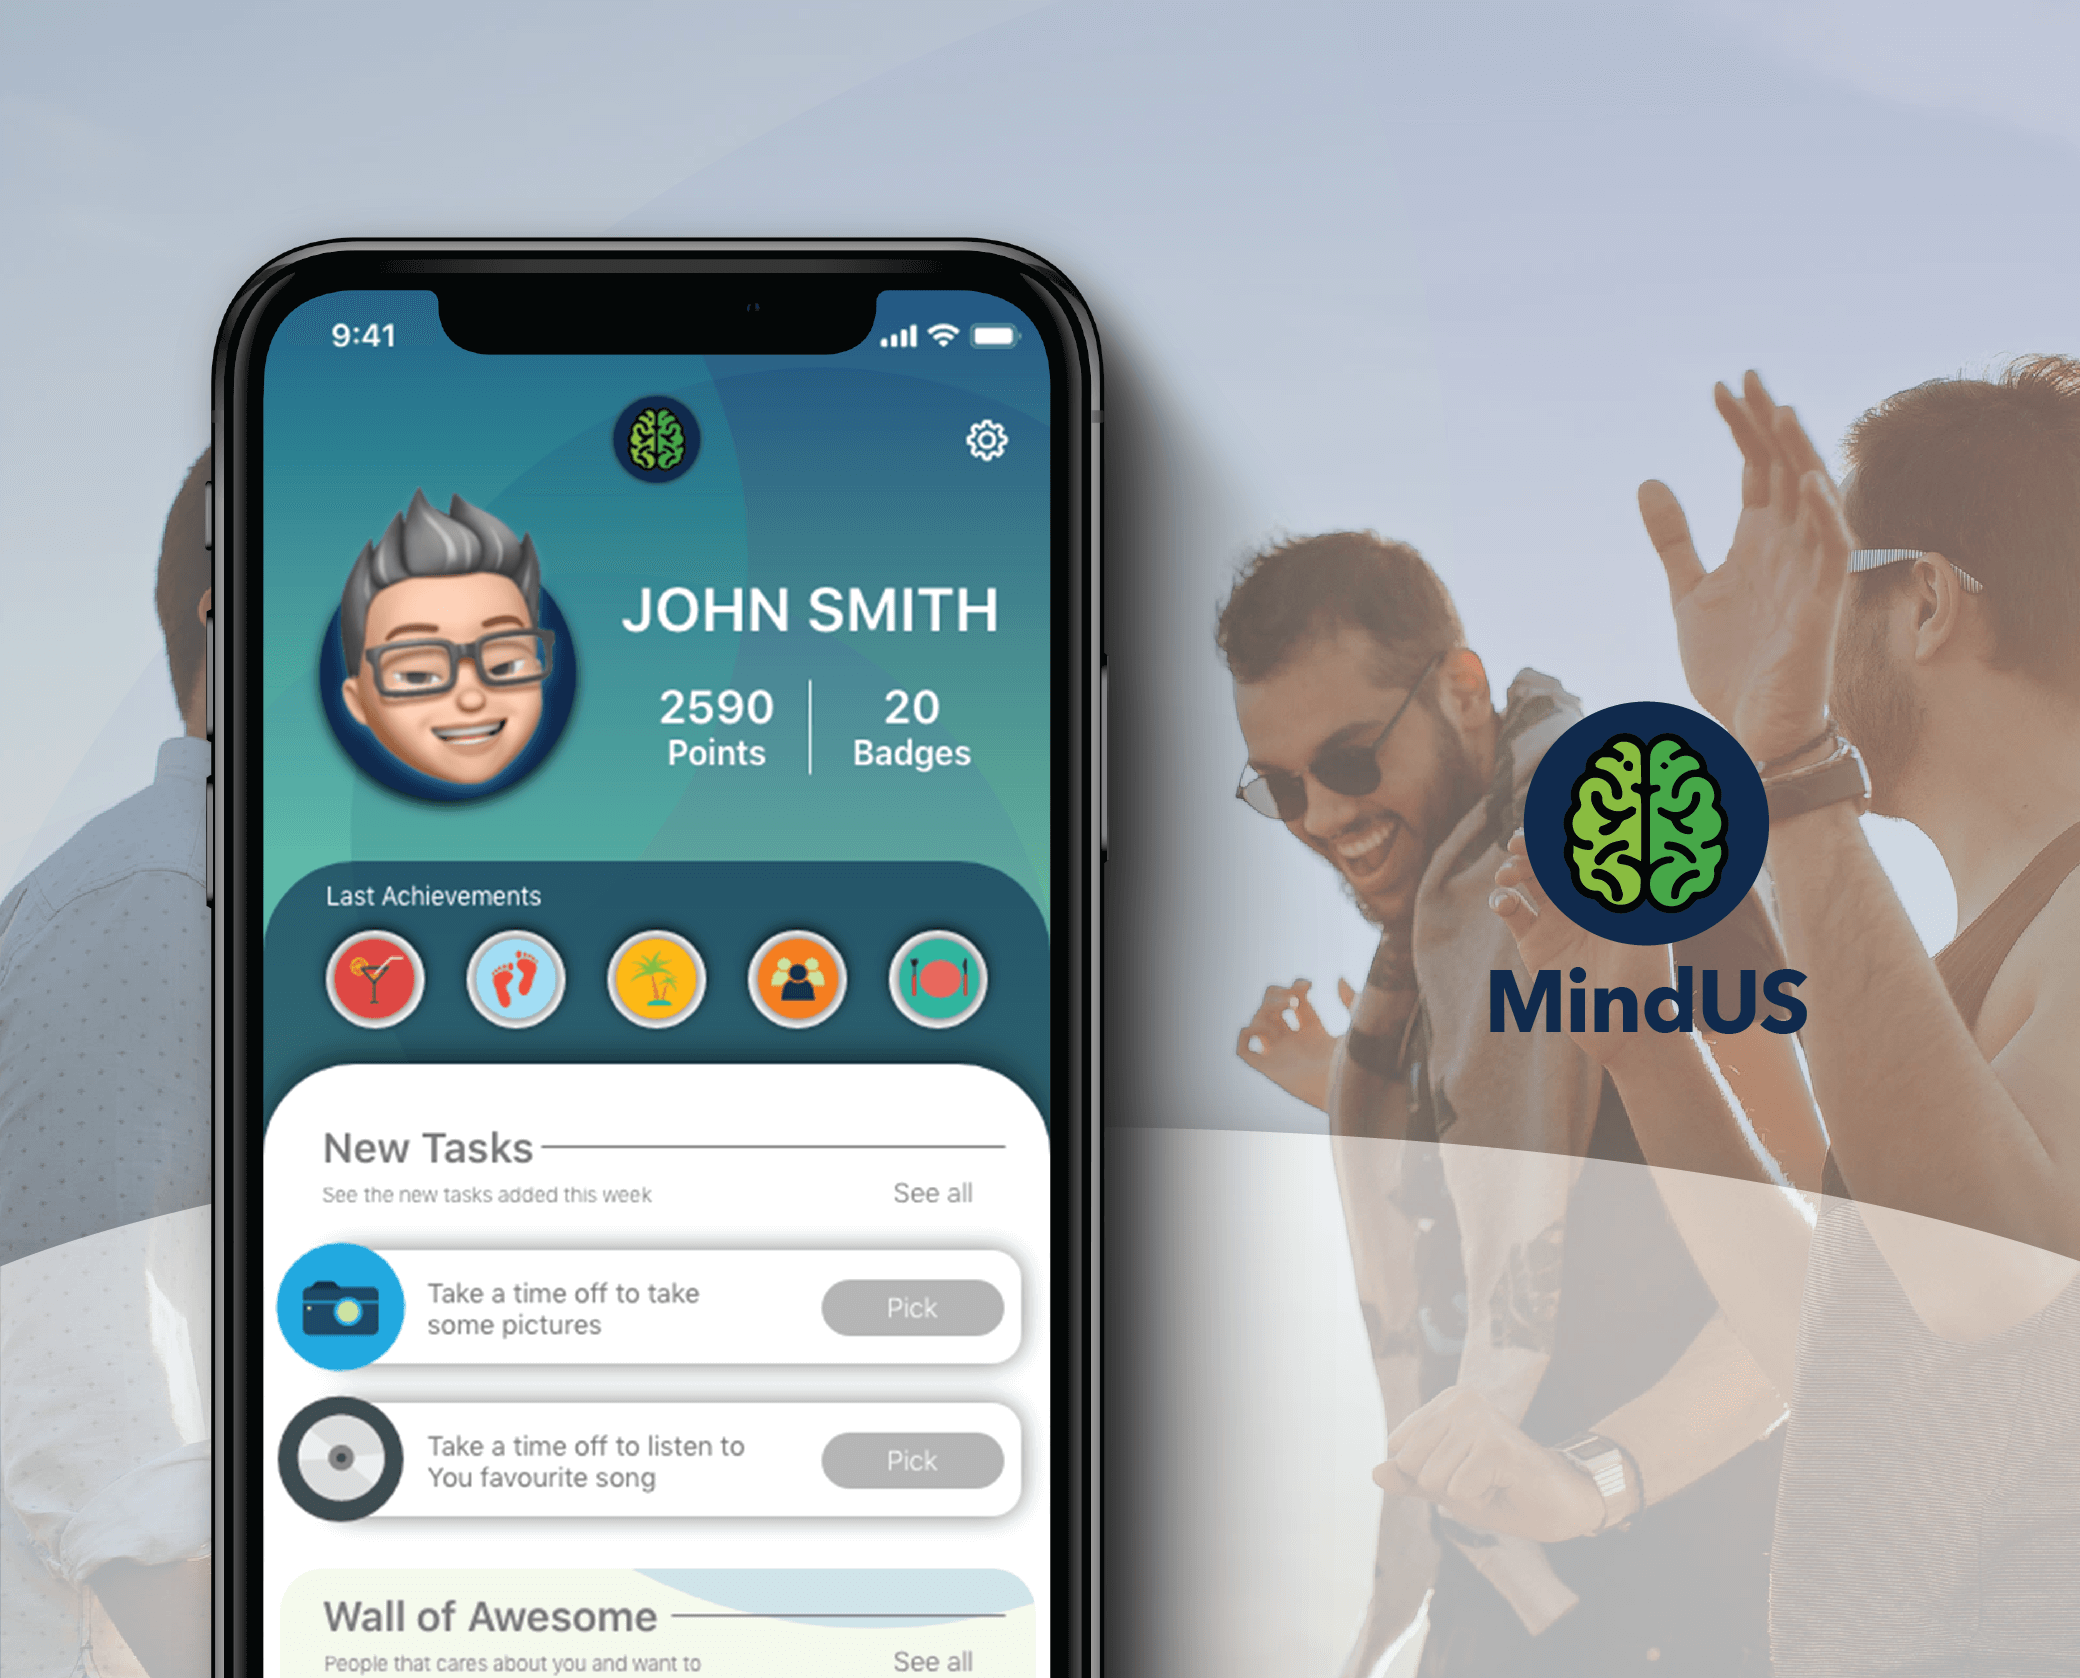 9:41
JOHN SMITH
2590
Points
20
Badges
Last Achievements
New Tasks
See the new tasks added this week
See all
Take a time off to take
some pictures
Pick
Take a time off to listen to
You favourite song
Pick
Wall of Awesome
People that cares about you and want to
See all
MindUS